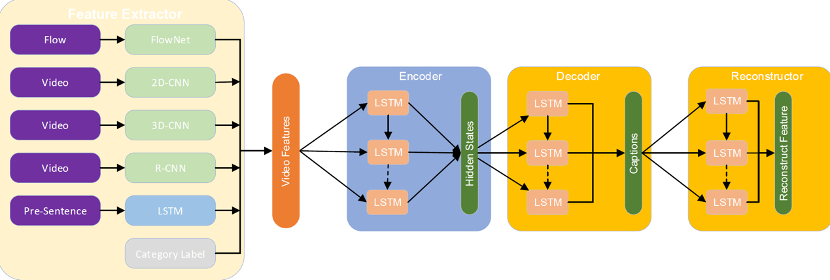 Feature Extractor
Flow
FlowNet
Video
2D-CNN
Video
3D-CNN
Video
R-CNN
Pre-Sentence
LSTM
Category Label
Video Features
Encoder
LSTM
LSTM
LSTM
Hidden States
Decoder
LSTM
LSTM
LSTM
Captions
Reconstructor
LSTM
LSTM
LSTM
Reconstruct Feature